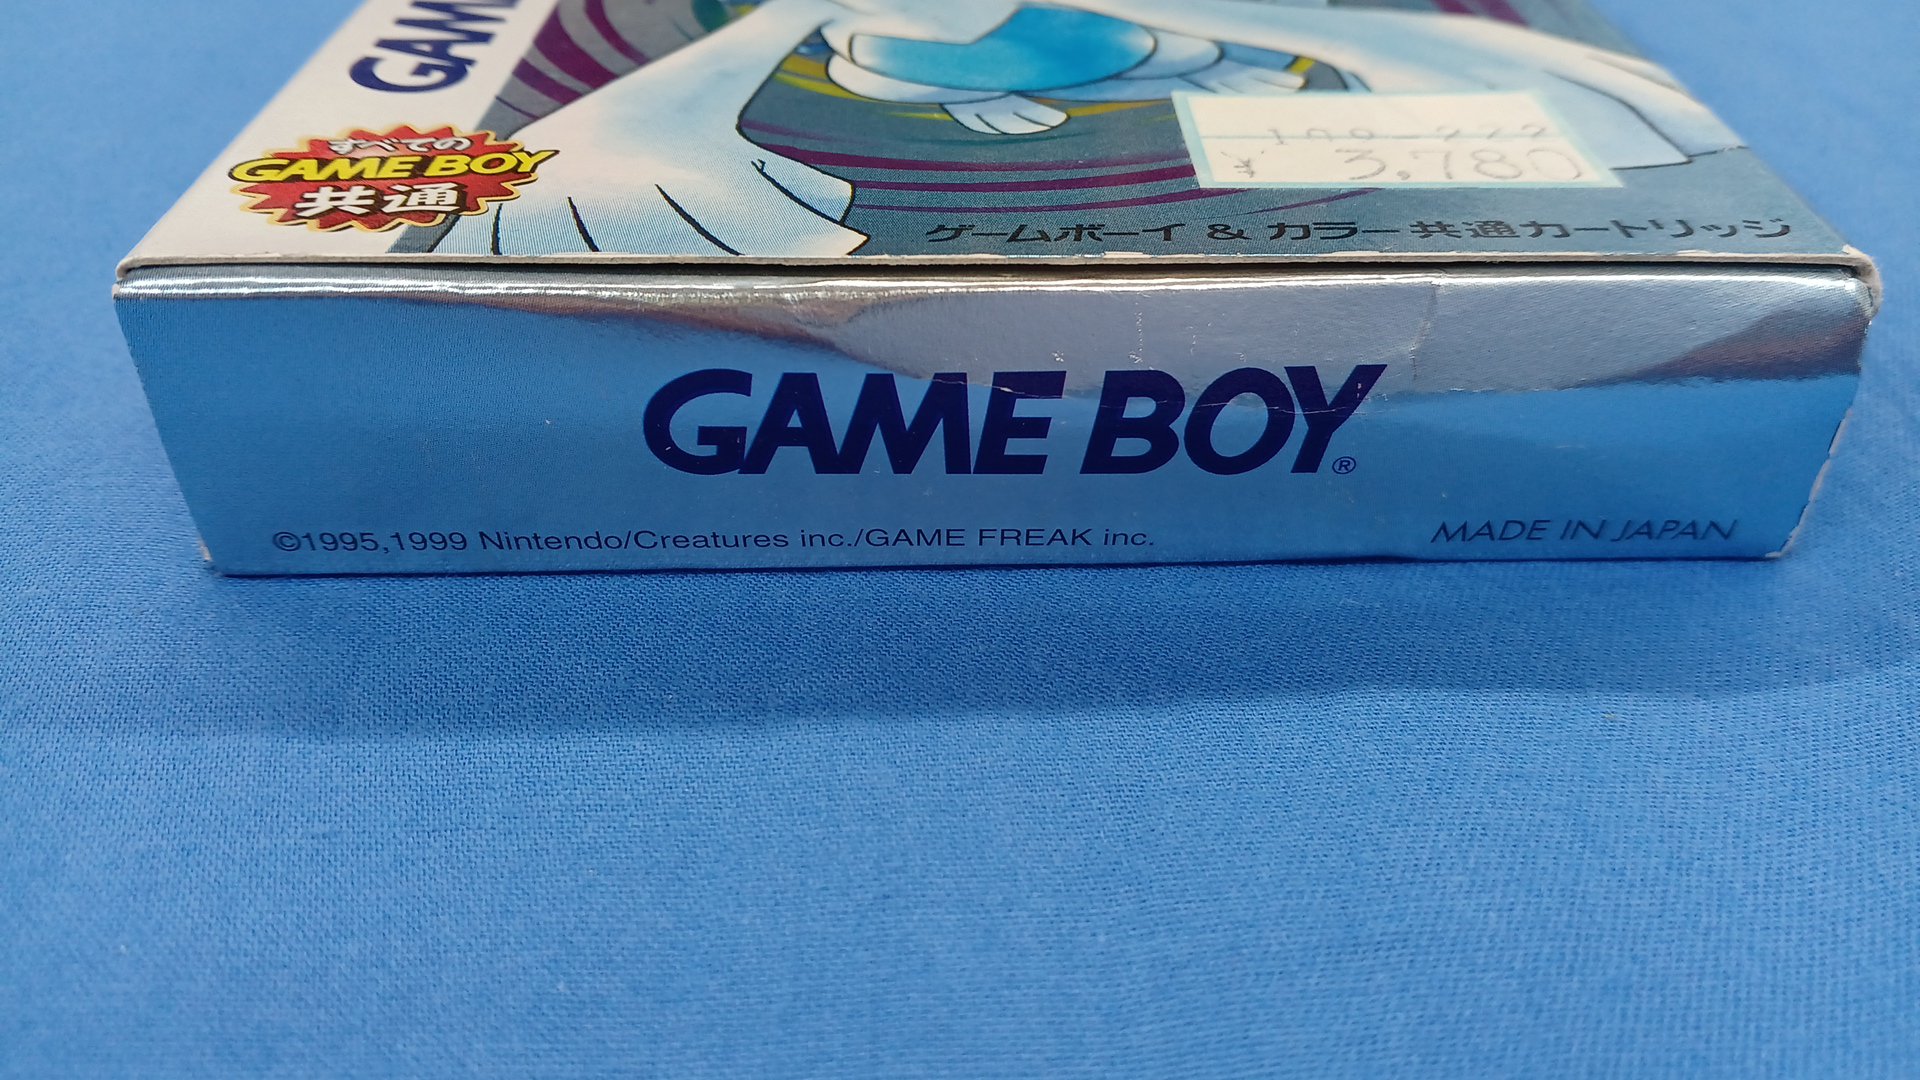 GAME
すべての
GAME BOY
共通
¥ 3,780
ゲームボーイ & カラー共通カートリッジ
GAME BOY®
©1995,1999 Nintendo/Creatures inc./GAME FREAK inc.
MADE IN JAPAN